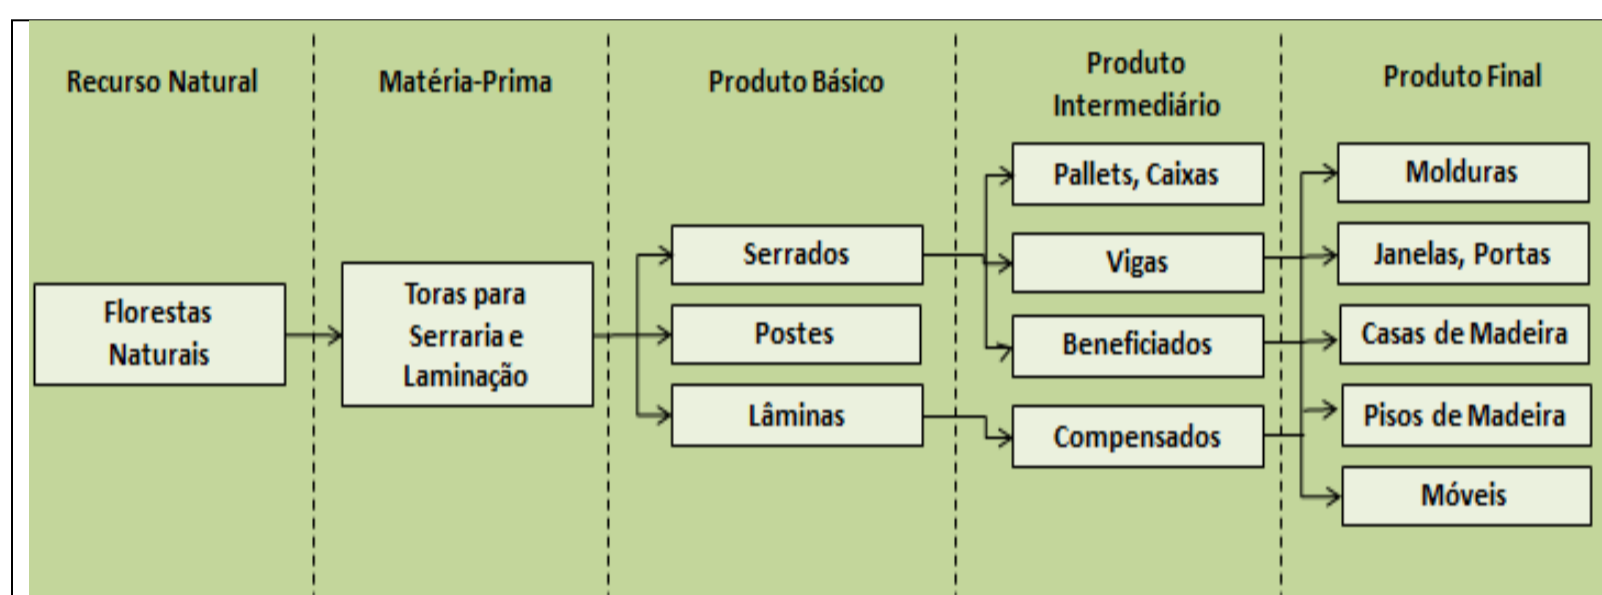 Recurso Natural
Matéria-Prima
Produto Básico
Produto
Intermediário
Produto Final
Florestas
Naturais
Toras para
Serraria e
Laminação
Serrados
Postes
Lâminas
Pallets, Caixas
Vigas
Beneficiados
Compensados
Molduras
Janelas, Portas
Casas de Madeira
Pisos de Madeira
Móveis